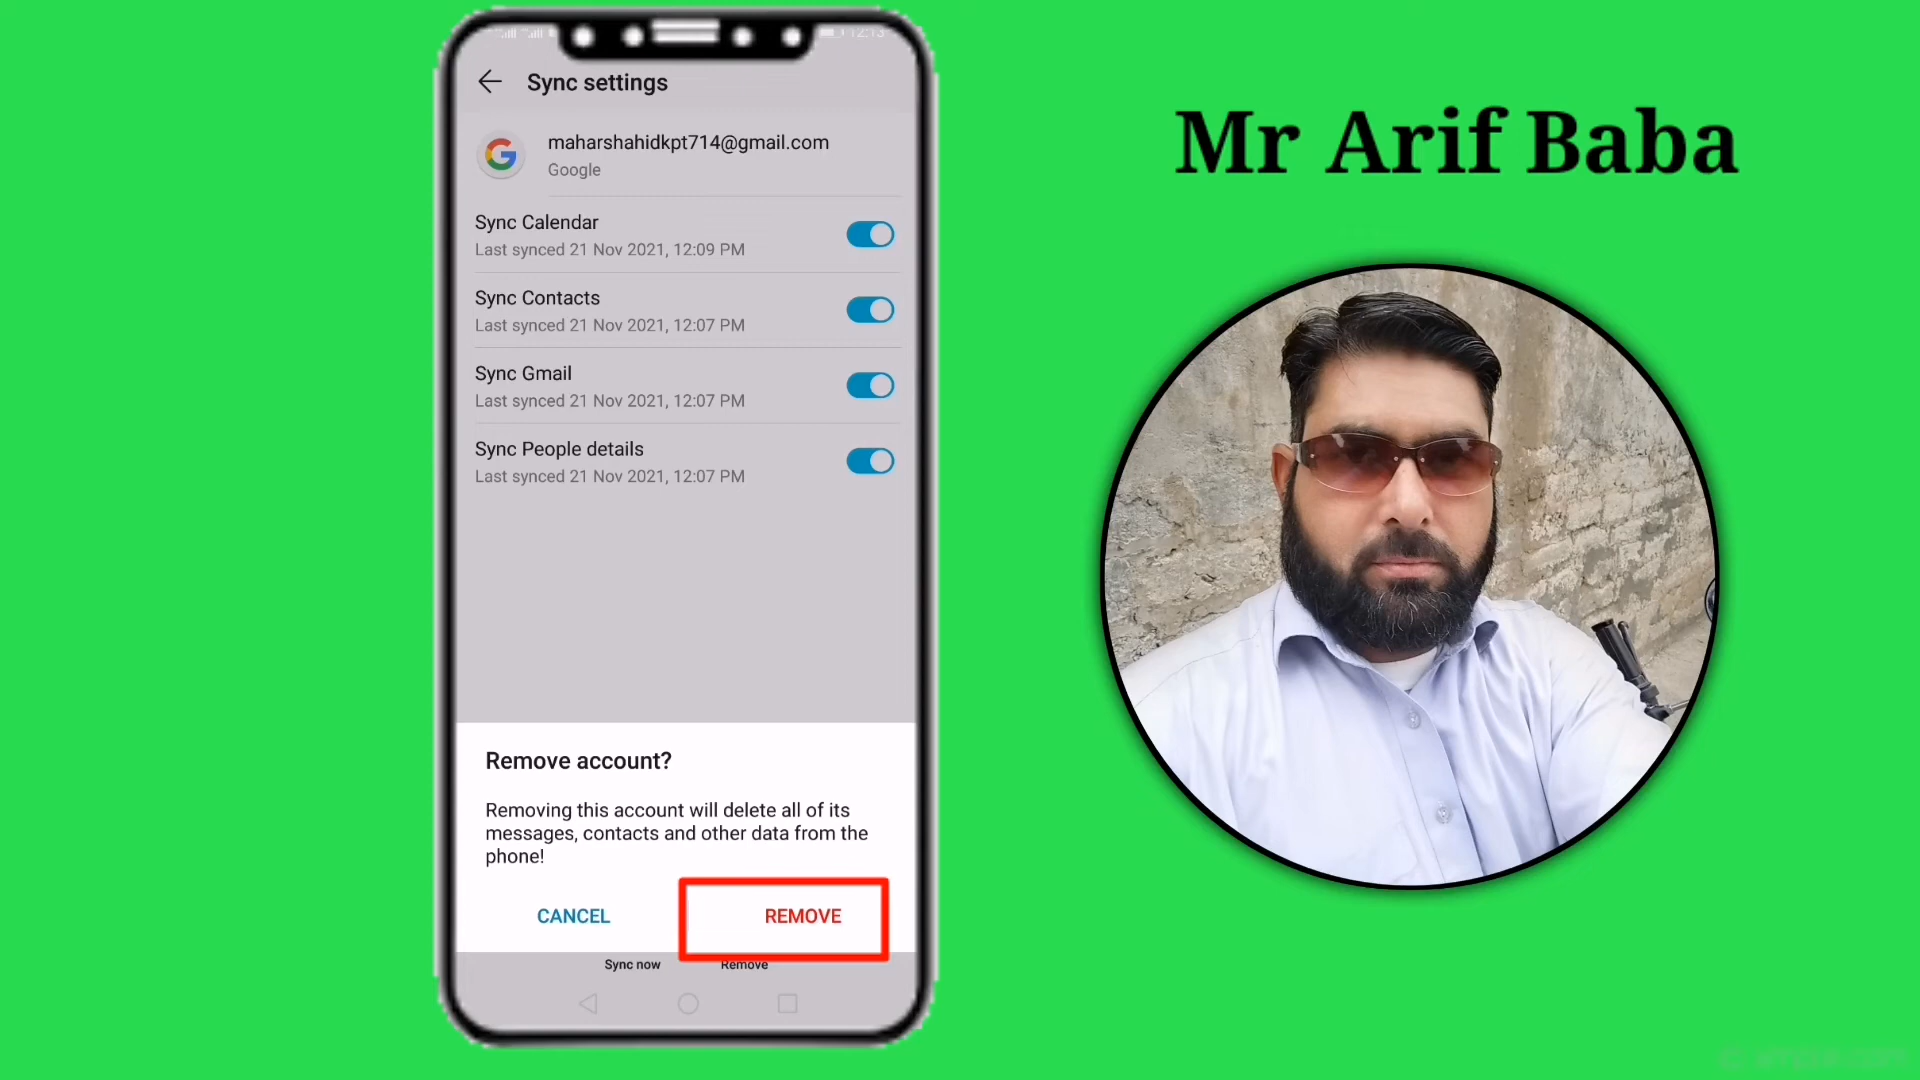 12:13
Sync settings
maharshahidkpt714@gmail.com
Google
Sync Calendar
Last synced 21 Nov 2021, 12:09 PM
Sync Contacts
Last synced 21 Nov 2021, 12:07 PM
Sync Gmail
Last synced 21 Nov 2021, 12:07 PM
Sync People details
Last synced 21 Nov 2021, 12:07 PM
Remove account?
Removing this account will delete all of its
messages, contacts and other data from the
phone!
CANCEL
REMOVE
Sync now
Remove
Mr Arif Baba